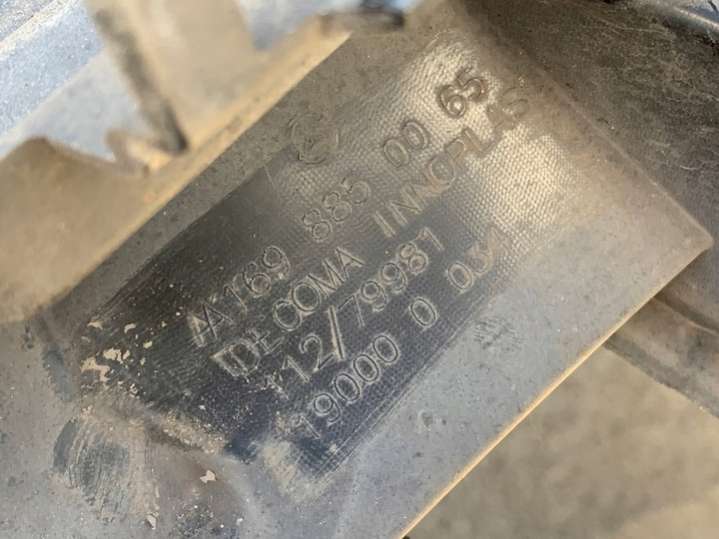 A169 885 00 65
DECOMA INNOPLAS
112/79981
19000 0 034